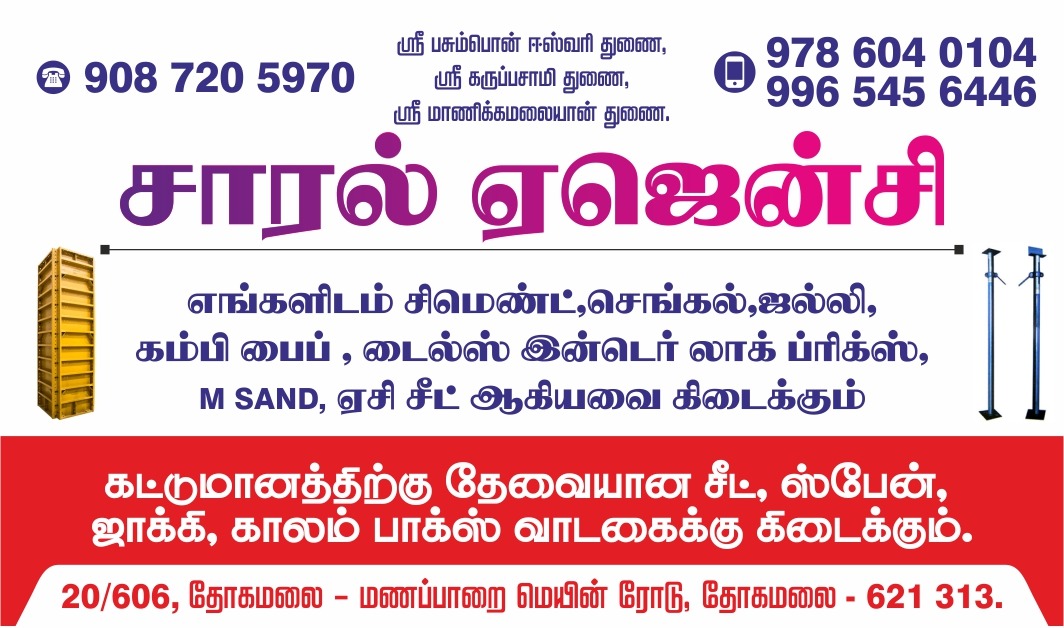 908 720 5970
ஸ்ரீ பசும்பொன் ஈஸ்வரி துணை,
ஸ்ரீ கருப்பசாமி துணை,
ஸ்ரீ மாணிக்கமலையான் துணை.
978 604 0104
996 545 6446
சாரல் ஏஜென்சி
எங்களிடம் சிமெண்ட்,செங்கல்,ஜல்லி,
கம்பி பைப் , டைல்ஸ் இன்டெர் லாக் ப்ரிக்ஸ்,
M SAND, ஏசி சீட் ஆகியவை கிடைக்கும்
கட்டுமானத்திற்கு தேவையான சீட், ஸ்பேன்,
ஜாக்கி, காலம் பாக்ஸ் வாடகைக்கு கிடைக்கும்.
20/606, தோகமலை – மணப்பாறை மெயின் ரோடு, தோகமலை - 621 313.